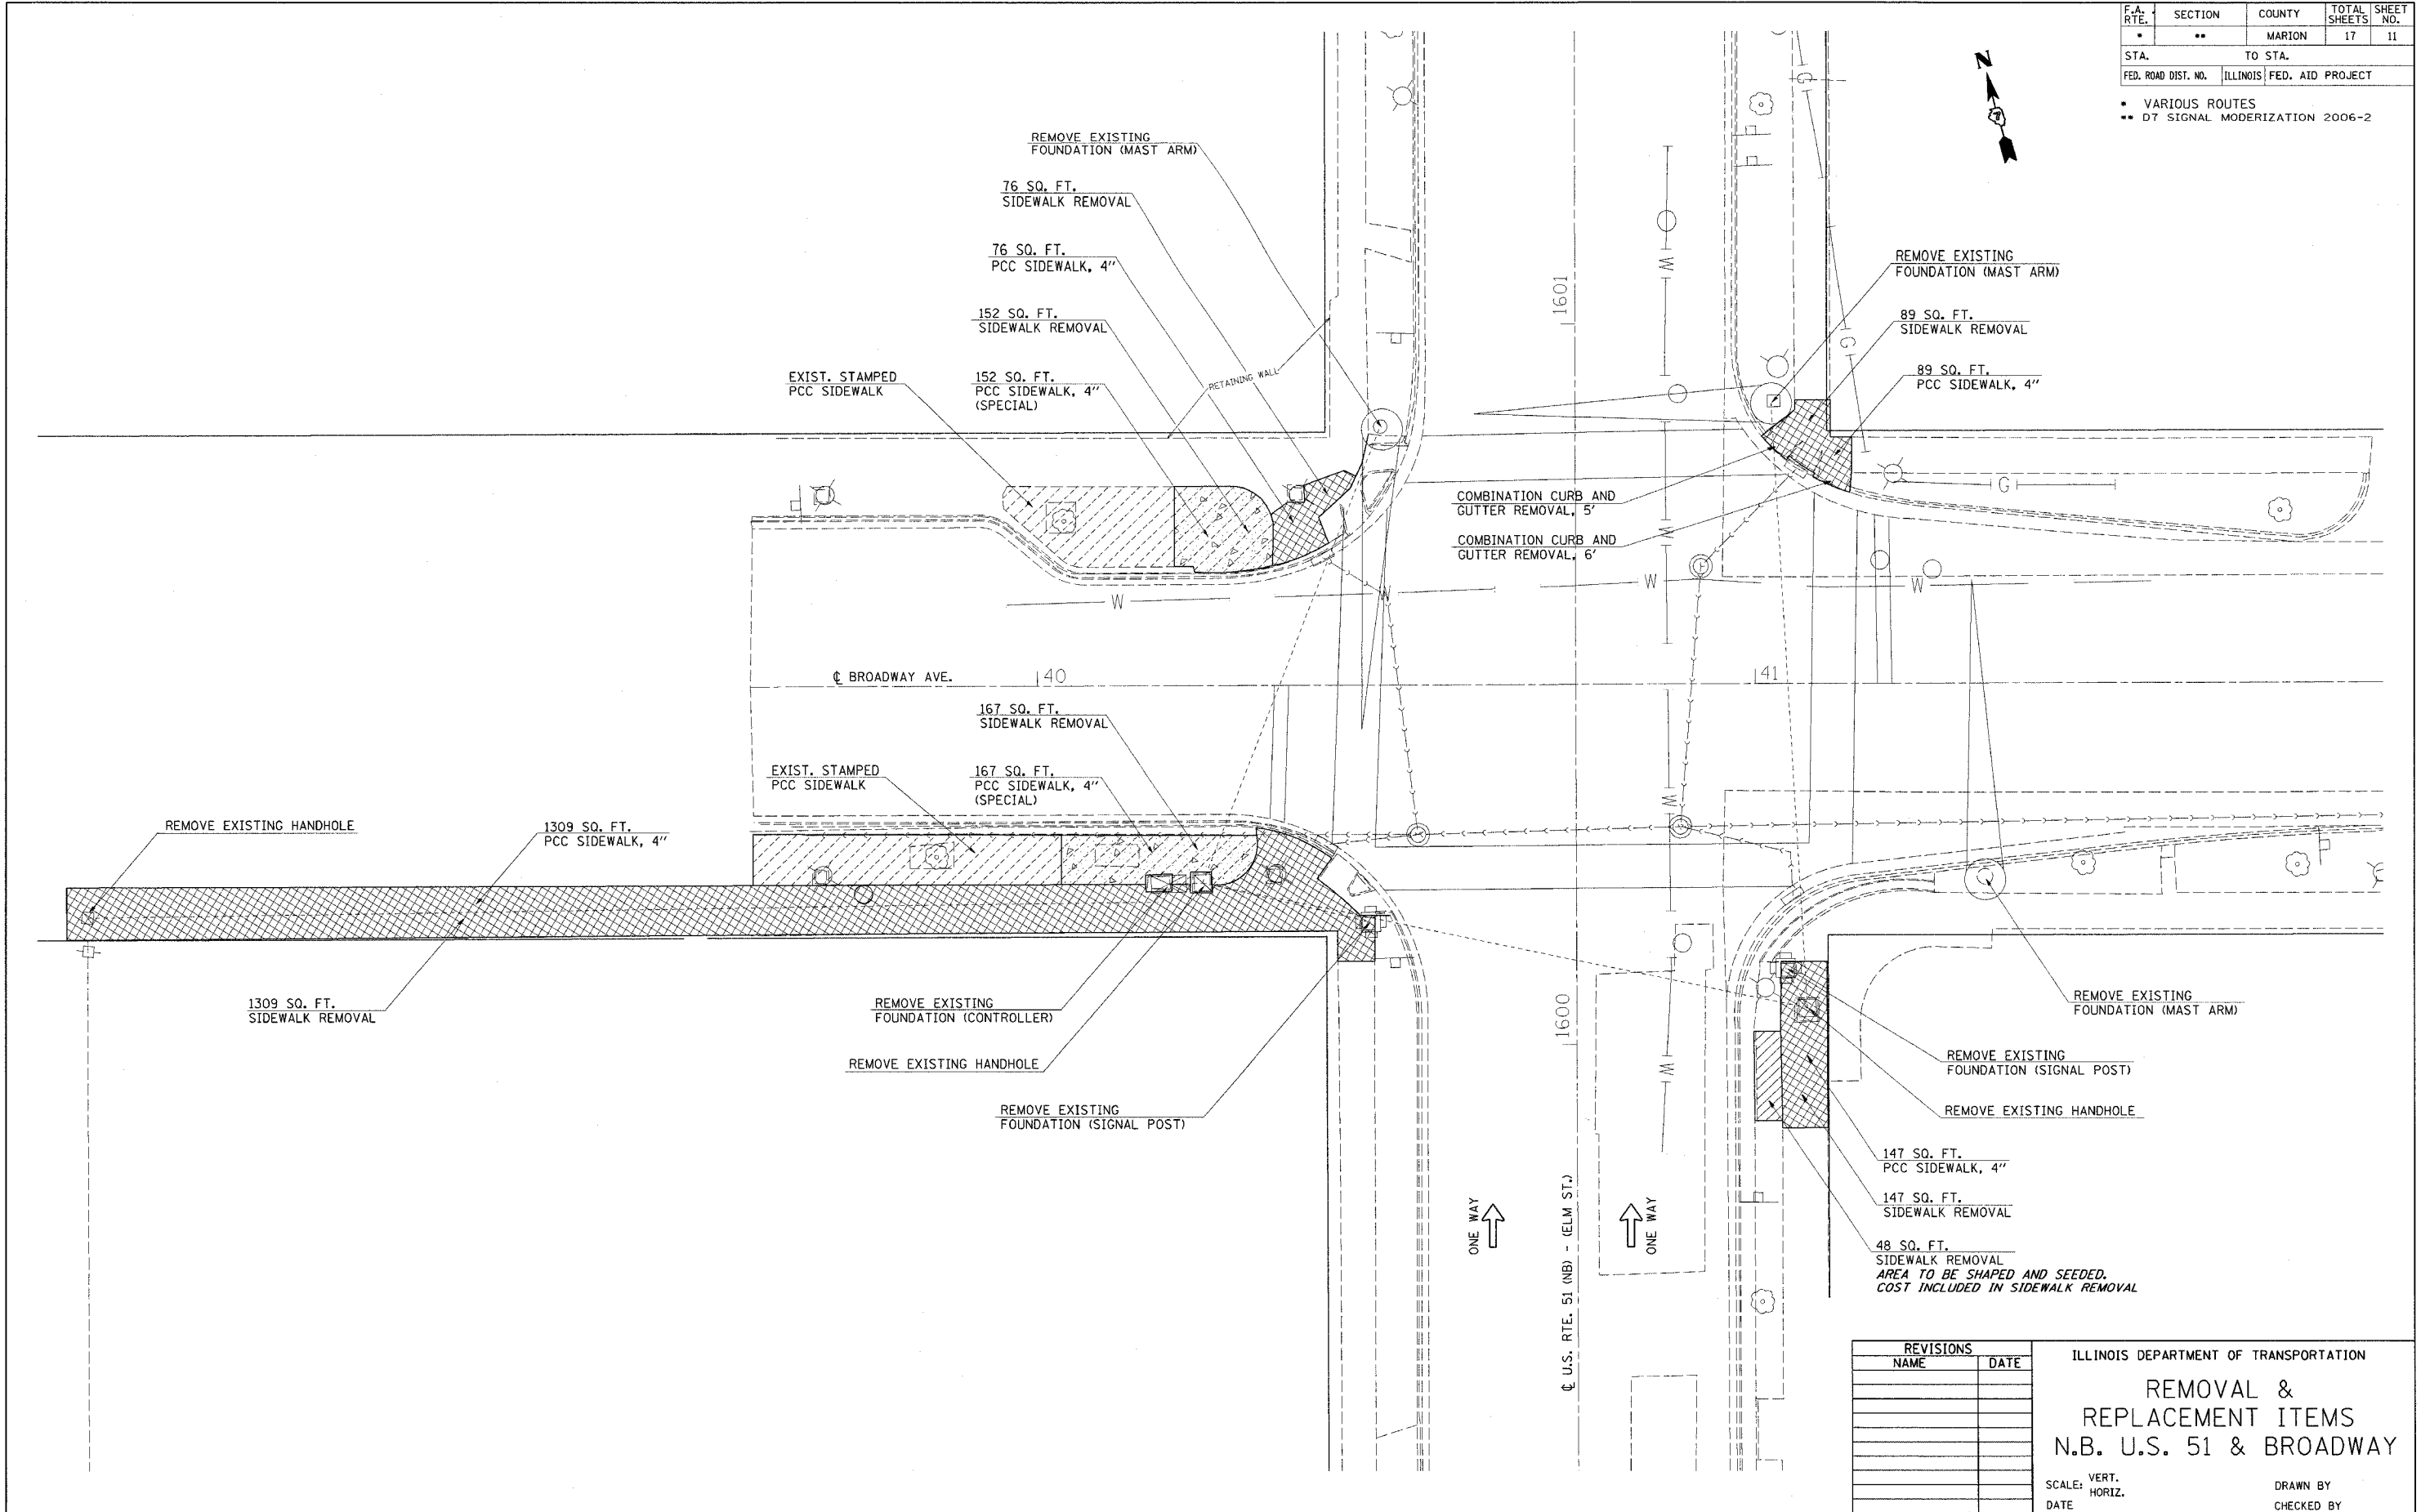 F.A. RTE. SECTION COUNTY TOTAL SHEETS SHEET NO.
* ** MARION 17 11
STA. TO STA.
FED. ROAD DIST. NO. ILLINOIS FED. AID PROJECT
* VARIOUS ROUTES
** D7 SIGNAL MODERIZATION 2006-2
N
REMOVE EXISTING
FOUNDATION (MAST ARM)
76 SQ. FT.
SIDEWALK REMOVAL
76 SQ. FT.
PCC SIDEWALK, 4"
152 SQ. FT.
SIDEWALK REMOVAL
EXIST. STAMPED
PCC SIDEWALK
152 SQ. FT.
PCC SIDEWALK, 4"
(SPECIAL)
RETAINING WALL
1601
REMOVE EXISTING
FOUNDATION (MAST ARM)
89 SQ. FT.
SIDEWALK REMOVAL
89 SQ. FT.
PCC SIDEWALK, 4"
COMBINATION CURB AND
GUTTER REMOVAL, 5'
COMBINATION CURB AND
GUTTER REMOVAL, 6'
G
G
G
W
W
W
W
W
W
W
W
℄ BROADWAY AVE.
40
41
167 SQ. FT.
SIDEWALK REMOVAL
EXIST. STAMPED
PCC SIDEWALK
167 SQ. FT.
PCC SIDEWALK, 4"
(SPECIAL)
REMOVE EXISTING HANDHOLE
1309 SQ. FT.
PCC SIDEWALK, 4"
1309 SQ. FT.
SIDEWALK REMOVAL
REMOVE EXISTING
FOUNDATION (CONTROLLER)
REMOVE EXISTING HANDHOLE
REMOVE EXISTING
FOUNDATION (SIGNAL POST)
1600
W
REMOVE EXISTING
FOUNDATION (MAST ARM)
REMOVE EXISTING
FOUNDATION (SIGNAL POST)
REMOVE EXISTING HANDHOLE
147 SQ. FT.
PCC SIDEWALK, 4"
147 SQ. FT.
SIDEWALK REMOVAL
48 SQ. FT.
SIDEWALK REMOVAL
AREA TO BE SHAPED AND SEEDED.
COST INCLUDED IN SIDEWALK REMOVAL
ONE WAY
ONE WAY
℄ U.S. RTE. 51 (NB) - (ELM ST.)
REVISIONS
NAME DATE
ILLINOIS DEPARTMENT OF TRANSPORTATION
REMOVAL &
REPLACEMENT ITEMS
N.B. U.S. 51 & BROADWAY
SCALE: VERT.
HORIZ.
DRAWN BY
DATE
CHECKED BY